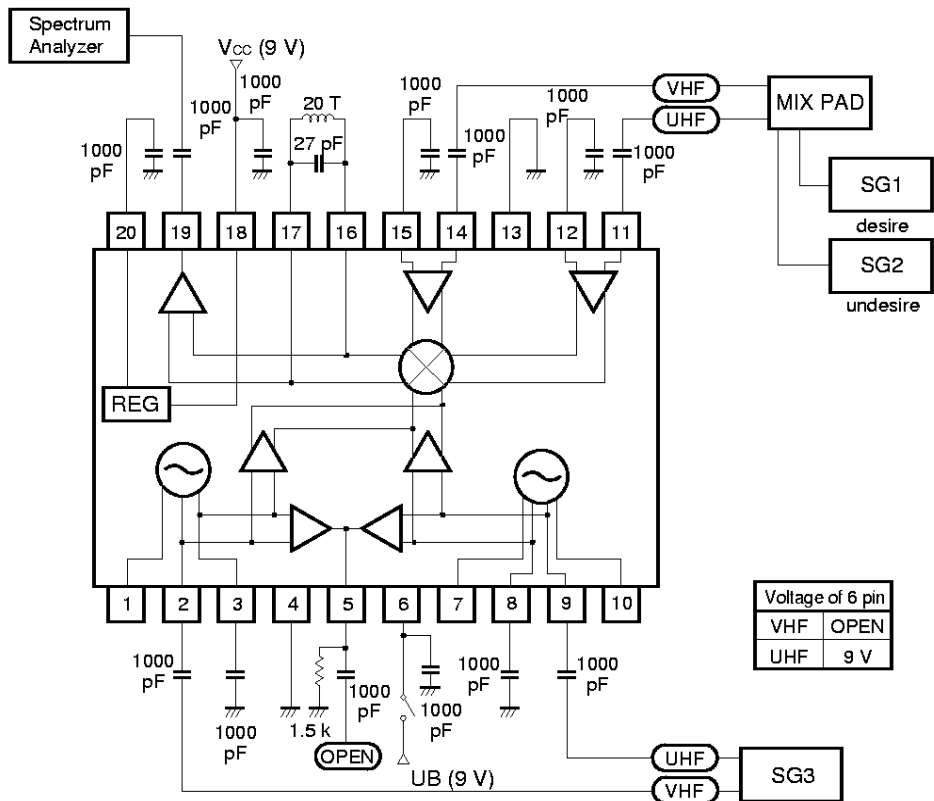 Spectrum
Analyzer
VCC (9 V)
1000
pF
1000
pF
1000
pF
20 T
27 pF
1000
pF
1000
pF
1000
pF
1000
pF
VHF
UHF
MIX PAD
SG1
desire
SG2
undesire
20
19
18
17
16
15
14
13
12
11
REG
1
2
3
4
5
6
7
8
9
10
1000
pF
1000
pF
1.5 k
1000
pF
OPEN
1000
pF
UB (9 V)
1000
pF
1000
pF
Voltage of 6 pin
VHF OPEN
UHF 9 V
UHF
VHF
SG3